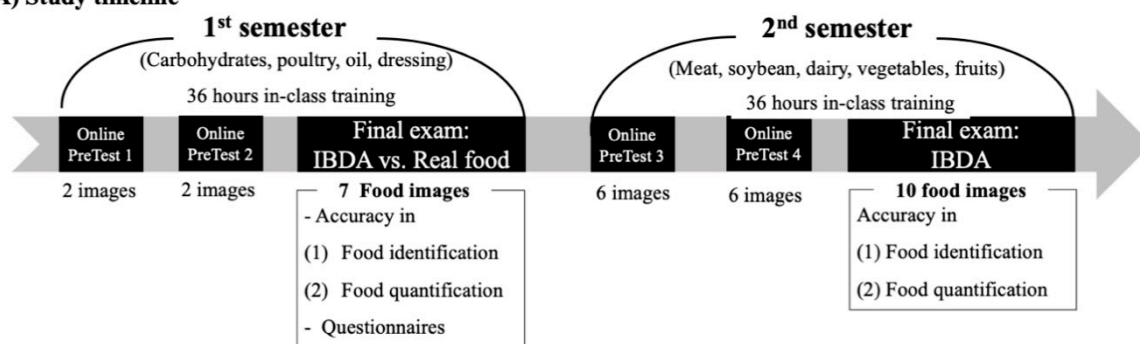 A) Study timeline
1st semester
(Carbohydrates, poultry, oil, dressing)
36 hours in-class training
Online
PreTest 1
2 images
Online
PreTest 2
2 images
Final exam:
IBDA vs. Real food
7 Food images
- Accuracy in
(1) Food identification
(2) Food quantification
- Questionnaires
2nd semester
(Meat, soybean, dairy, vegetables, fruits)
36 hours in-class training
Online
PreTest 3
6 images
Online
PreTest 4
6 images
Final exam:
IBDA
10 food images
Accuracy in
(1) Food identification
(2) Food quantification